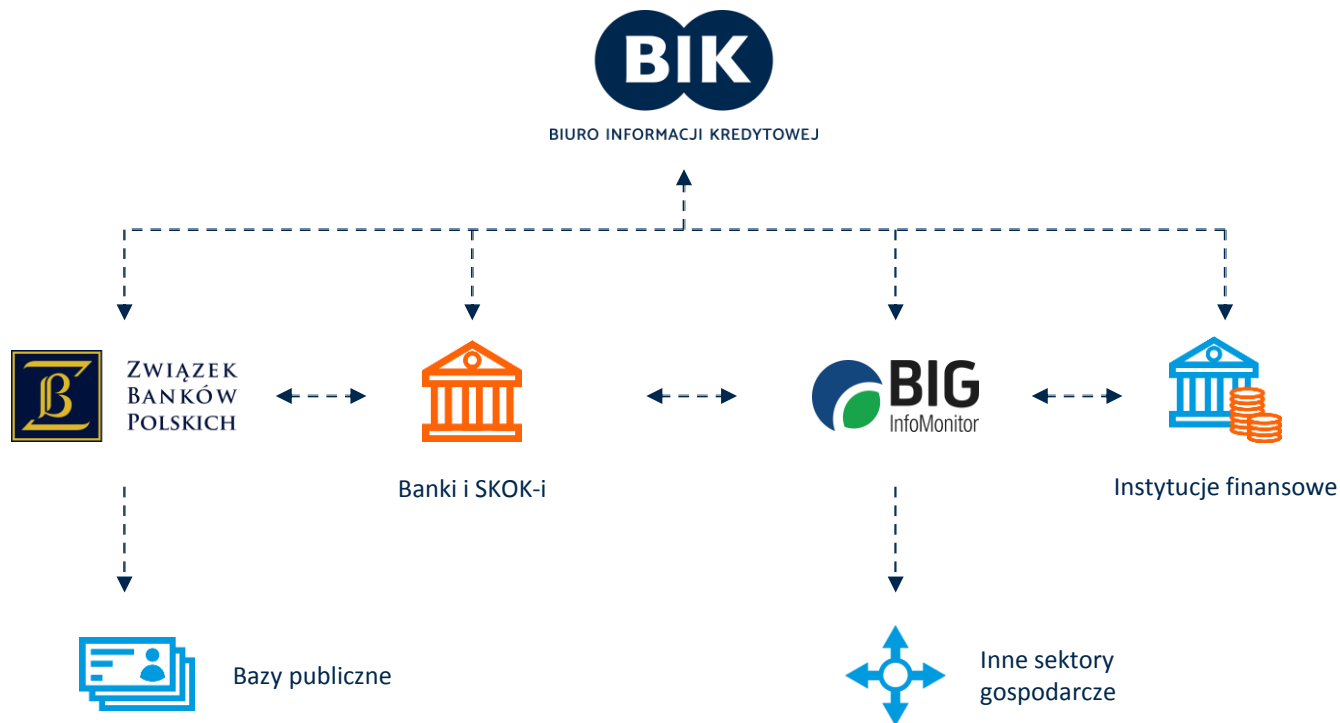 BIK
BIURO INFORMACJI KREDYTOWEJ
ZWIĄZEK
BANKÓW
POLSKICH
BIG
InfoMonitor
Banki i SKOK-i
Instytucje finansowe
Bazy publiczne
Inne sektory
gospodarcze